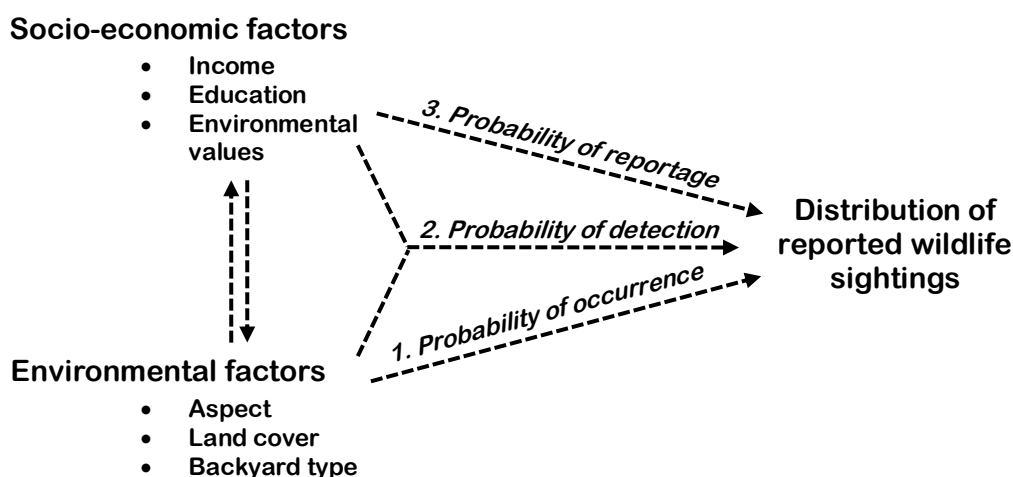 Socio-economic factors
• Income
• Education
• Environmental
values
3. Probability of reportage
2. Probability of detection
1. Probability of occurrence
Distribution of
reported wildlife
sightings
Environmental factors
• Aspect
• Land cover
• Backyard type